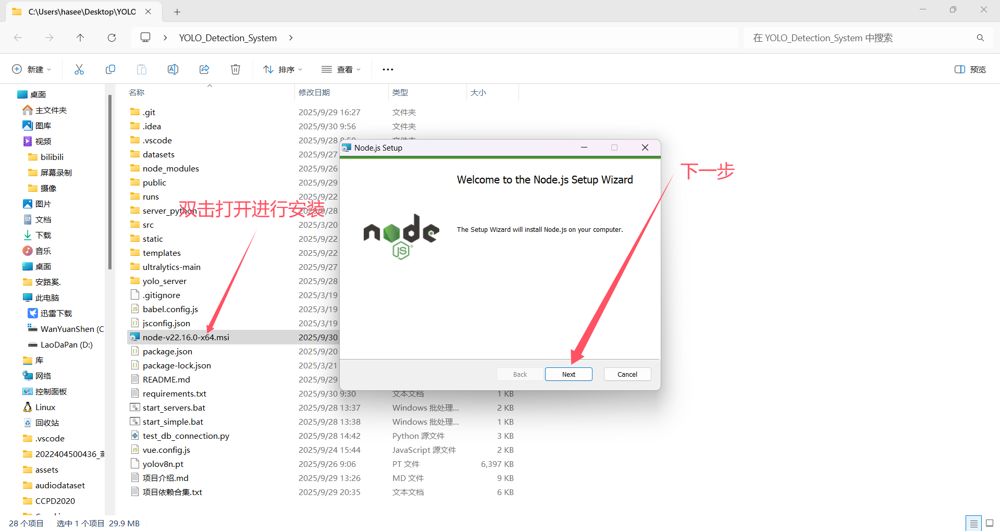 C:\Users\hasee\Desktop\YOLO
YOLO_Detection_System
在 YOLO_Detection_System 中搜索
新建
排序
查看
预览
桌面
主文件夹
图库
视频
bilibili
屏幕录制
摄像
图片
文档
下载
音乐
桌面
安路奚.
此电脑
迅雷下载
WanYuanShen (C
LaoDaPan (D:)
库
网络
控制面板
Linux
回收站
.vscode
2022404500436_
assets
audiodataset
CCPD2020
名称 修改日期 类型 大小
.git 2025/9/29 16:27 文件夹
.idea 2025/9/30 9:56 文件夹
.vscode 2025/9/28 8:50 文件夹
datasets 2025/9/27
node_modules 2025/9/26
public 2025/9/29
runs 2025/9/22
server_python 2025/9/28
src 2025/3/20
static 2025/9/22
templates 2025/9/22
ultralytics-main 2025/9/27
yolo_server 2025/9/28
.gitignore 2025/3/19
babel.config.js 2025/3/19
jsconfig.json 2025/3/19
node-v22.16.0-x64.msi 2025/9/30
package.json 2025/9/20
package-lock.json 2025/3/21
README.md 2025/9/29
requirements.txt 2025/9/30 9:30 文本文档 1 KB
start_servers.bat 2025/9/28 13:37 Windows 批处理... 2 KB
start_simple.bat 2025/9/28 13:38 Windows 批处理... 1 KB
test_db_connection.py 2025/9/28 14:42 Python 源文件 3 KB
vue.config.js 2025/9/24 15:44 JavaScript 源文件 2 KB
yolov8n.pt 2025/9/26 9:06 PT 文件 6,397 KB
项目介绍.md 2025/9/29 13:26 MD 文件 9 KB
项目依赖合集.txt 2025/9/29 20:35 文本文档 6 KB
双击打开进行安装
Node.js Setup
Welcome to the Node.js Setup Wizard
node
JS
The Setup Wizard will install Node.js on your computer.
Back
Next
Cancel
下一步
28 个项目
选中 1 个项目 29.9 MB